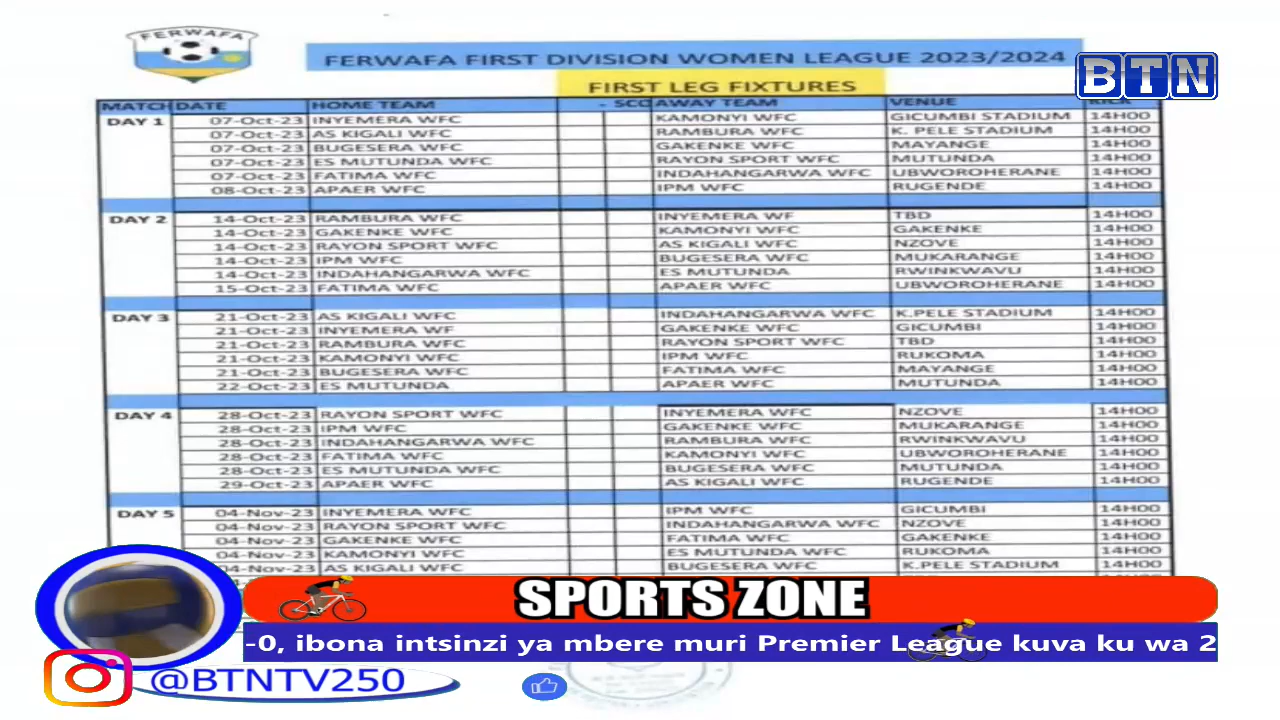 FERWAFA
FERWAFA FIRST DIVISION WOMEN LEAGUE 2023/2024
BTN
FIRST LEG FIXTURES
MATCH DATE HOME TEAM - SCO AWAY TEAM VENUE
DAY 1 07-Oct-23 INYEMERA WFC KAMONYI WFC GICUMBI STADIUM 14H00
07-Oct-23 AS KIGALI WFC RAMBURA WFC K. PELE STADIUM 14H00
07-Oct-23 BUGESERA WFC GAKENKE WFC MAYANGE 14H00
07-Oct-23 ES MUTUNDA WFC RAYON SPORT WFC MUTUNDA 14H00
07-Oct-23 FATIMA WFC INDAHANGARWA WFC UBWOROHERANE 14H00
08-Oct-23 APAER WFC IPM WFC RUGENDE 14H00
DAY 2 14-Oct-23 RAMBURA WFC INYEMERA WF TBD 14H00
14-Oct-23 GAKENKE WFC KAMONYI WFC GAKENKE 14H00
14-Oct-23 RAYON SPORT WFC AS KIGALI WFC NZOVE 14H00
14-Oct-23 IPM WFC BUGESERA WFC MUKARANGE 14H00
14-Oct-23 INDAHANGARWA WFC ES MUTUNDA RWINKWAVU 14H00
15-Oct-23 FATIMA WFC APAER WFC UBWOROHERANE 14H00
DAY 3 21-Oct-23 AS KIGALI WFC INDAHANGARWA WFC K.PELE STADIUM 14H00
21-Oct-23 INYEMERA WF GAKENKE WFC GICUMBI 14H00
21-Oct-23 RAMBURA WFC RAYON SPORT WFC TBD 14H00
21-Oct-23 KAMONYI WFC IPM WFC RUKOMA 14H00
21-Oct-23 BUGESERA WFC FATIMA WFC MAYANGE 14H00
22-Oct-23 ES MUTUNDA APAER WFC MUTUNDA 14H00
DAY 4 28-Oct-23 RAYON SPORT WFC INYEMERA WFC NZOVE 14H00
28-Oct-23 IPM WFC GAKENKE WFC MUKARANGE 14H00
28-Oct-23 INDAHANGARWA WFC RAMBURA WFC RWINKWAVU 14H00
28-Oct-23 FATIMA WFC KAMONYI WFC UBWOROHERANE 14H00
28-Oct-23 ES MUTUNDA WFC BUGESERA WFC MUTUNDA 14H00
29-Oct-23 APAER WFC AS KIGALI WFC RUGENDE 14H00
DAY 5 04-Nov-23 INYEMERA WFC IPM WFC GICUMBI 14H00
04-Nov-23 RAYON SPORT WFC INDAHANGARWA WFC NZOVE 14H00
04-Nov-23 GAKENKE WFC FATIMA WFC GAKENKE 14H00
04-Nov-23 KAMONYI WFC ES MUTUNDA WFC RUKOMA 14H00
04-Nov-23 AS KIGALI WFC BUGESERA WFC K.PELE STADIUM 14H00
SPORTS ZONE
-0, ibona intsinzi ya mbere muri Premier League kuva ku wa 2
@BTNTV250